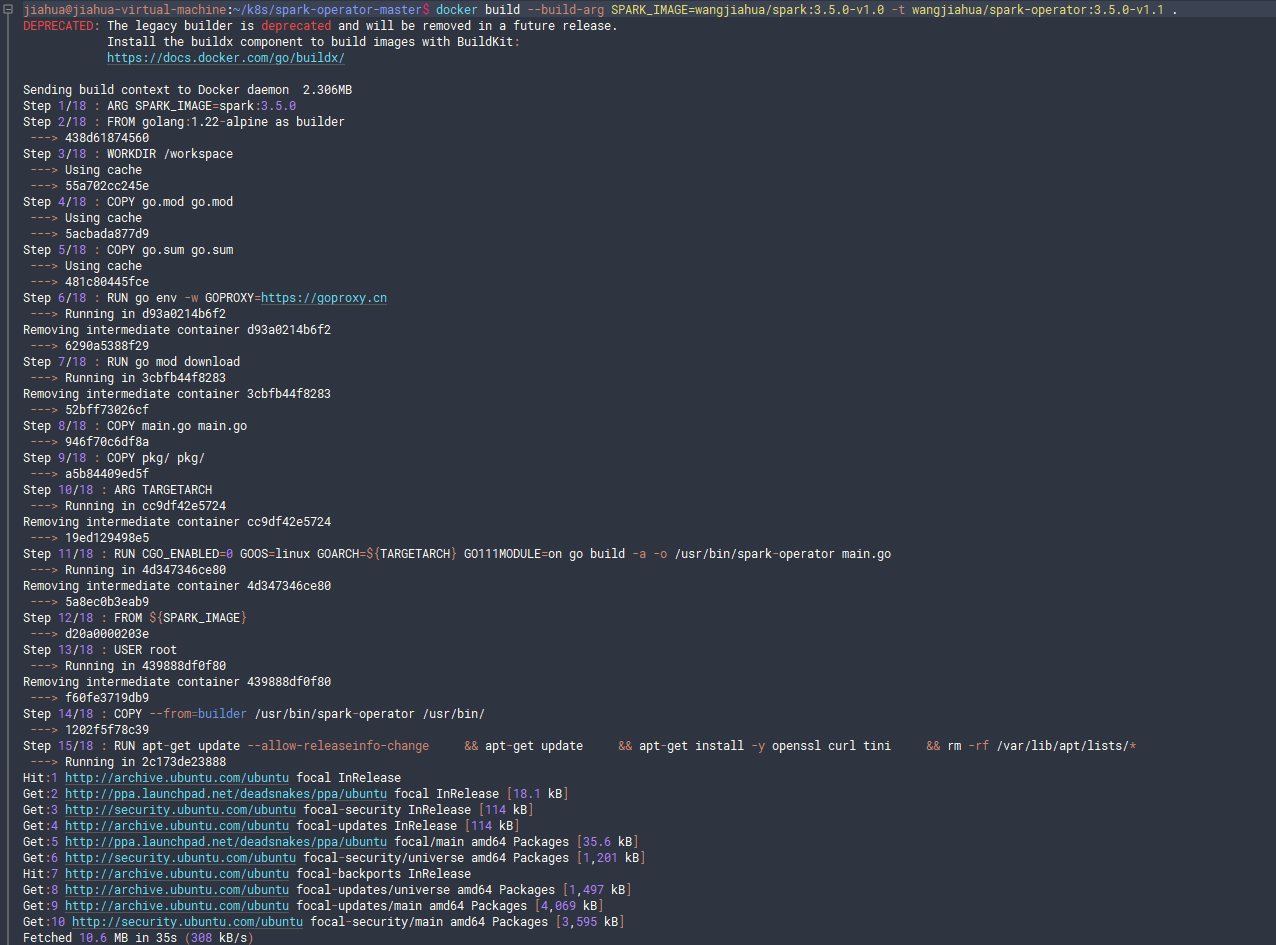 jiahua@jiahua-virtual-machine:~/k8s/spark-operator-master$ docker build --build-arg SPARK_IMAGE=wangjiahua/spark:3.5.0-v1.0 -t wangjiahua/spark-operator:3.5.0-v1.1 .
DEPRECATED: The legacy builder is deprecated and will be removed in a future release.
            Install the buildx component to build images with BuildKit:
            https://docs.docker.com/go/buildx/

Sending build context to Docker daemon  2.306MB
Step 1/18 : ARG SPARK_IMAGE=spark:3.5.0
Step 2/18 : FROM golang:1.22-alpine as builder
 ---> 438d61874560
Step 3/18 : WORKDIR /workspace
 ---> Using cache
 ---> 55a702cc245e
Step 4/18 : COPY go.mod go.mod
 ---> Using cache
 ---> 5acbada877d9
Step 5/18 : COPY go.sum go.sum
 ---> Using cache
 ---> 481c80445fce
Step 6/18 : RUN go env -w GOPROXY=https://goproxy.cn
 ---> Running in d93a0214b6f2
Removing intermediate container d93a0214b6f2
 ---> 6290a5388f29
Step 7/18 : RUN go mod download
 ---> Running in 3cbfb44f8283
Removing intermediate container 3cbfb44f8283
 ---> 52bff73026cf
Step 8/18 : COPY main.go main.go
 ---> 946f70c6df8a
Step 9/18 : COPY pkg/ pkg/
 ---> a5b84409ed5f
Step 10/18 : ARG TARGETARCH
 ---> Running in cc9df42e5724
Removing intermediate container cc9df42e5724
 ---> 19ed129498e5
Step 11/18 : RUN CGO_ENABLED=0 GOOS=linux GOARCH=${TARGETARCH} GO111MODULE=on go build -a -o /usr/bin/spark-operator main.go
 ---> Running in 4d347346ce80
Removing intermediate container 4d347346ce80
 ---> 5a8ec0b3eab9
Step 12/18 : FROM ${SPARK_IMAGE}
 ---> d20a0000203e
Step 13/18 : USER root
 ---> Running in 439888df0f80
Removing intermediate container 439888df0f80
 ---> f60fe3719db9
Step 14/18 : COPY --from=builder /usr/bin/spark-operator /usr/bin/
 ---> 1202f5f78c39
Step 15/18 : RUN apt-get update --allow-releaseinfo-change     && apt-get update     && apt-get install -y openssl curl tini     && rm -rf /var/lib/apt/lists/*
 ---> Running in 2c173de23888
Hit:1 http://archive.ubuntu.com/ubuntu focal InRelease
Get:2 http://ppa.launchpad.net/deadsnakes/ppa/ubuntu focal InRelease [18.1 kB]
Get:3 http://security.ubuntu.com/ubuntu focal-security InRelease [114 kB]
Get:4 http://archive.ubuntu.com/ubuntu focal-updates InRelease [114 kB]
Get:5 http://ppa.launchpad.net/deadsnakes/ppa/ubuntu focal/main amd64 Packages [35.6 kB]
Get:6 http://security.ubuntu.com/ubuntu focal-security/universe amd64 Packages [1,201 kB]
Hit:7 http://archive.ubuntu.com/ubuntu focal-backports InRelease
Get:8 http://archive.ubuntu.com/ubuntu focal-updates/universe amd64 Packages [1,497 kB]
Get:9 http://archive.ubuntu.com/ubuntu focal-updates/main amd64 Packages [4,069 kB]
Get:10 http://security.ubuntu.com/ubuntu focal-security/main amd64 Packages [3,595 kB]
Fetched 10.6 MB in 35s (308 kB/s)